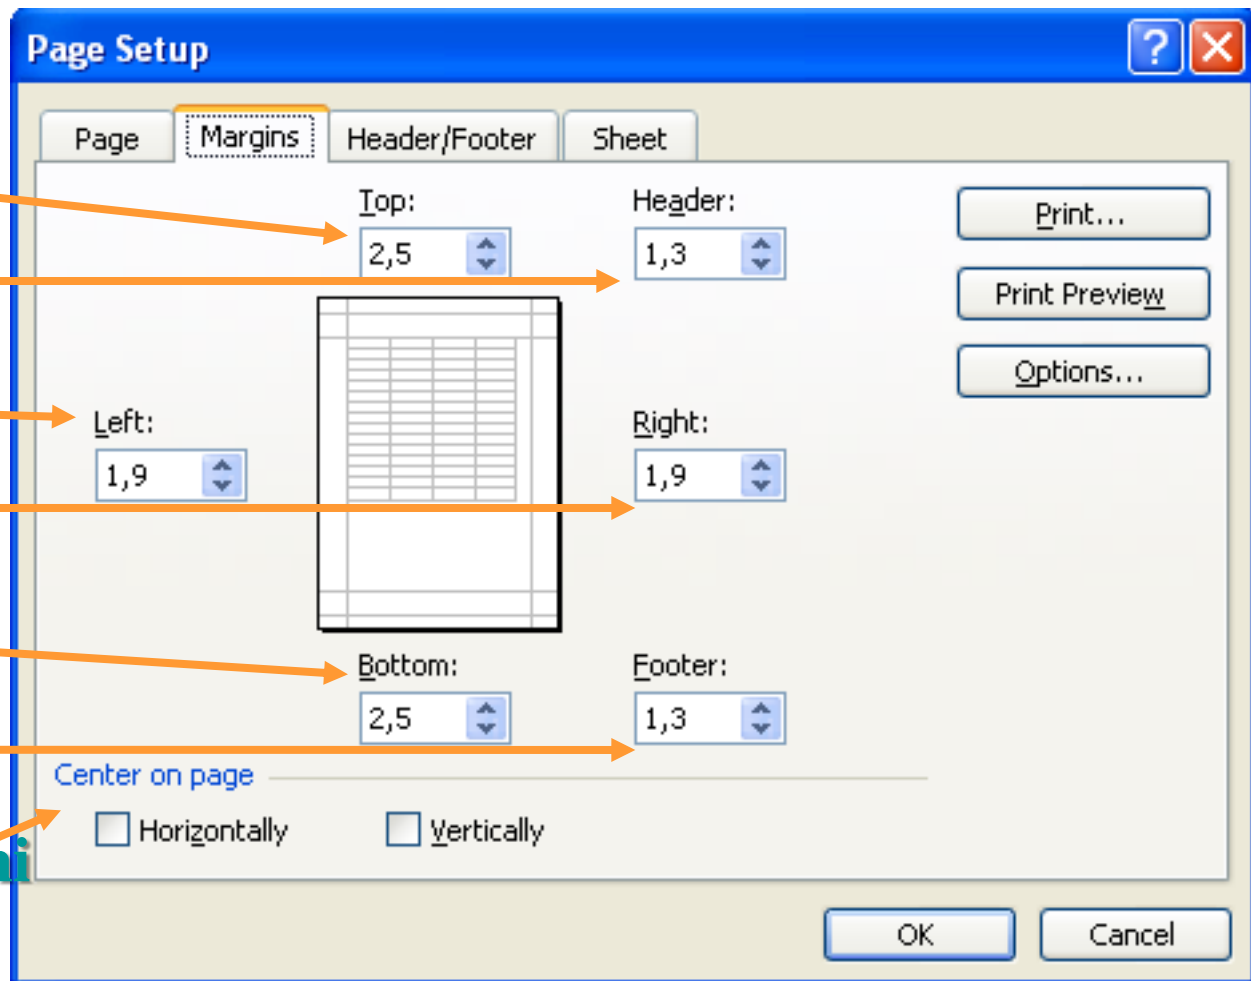 Page Setup
Page Margins Header/Footer Sheet
Top: Header:
2,5 1,3
Print...
Print Preview
Options...
Left: Right:
1,9 1,9
Bottom: Footer:
2,5 1,3
Center on page
Horizontally Vertically
OK Cancel